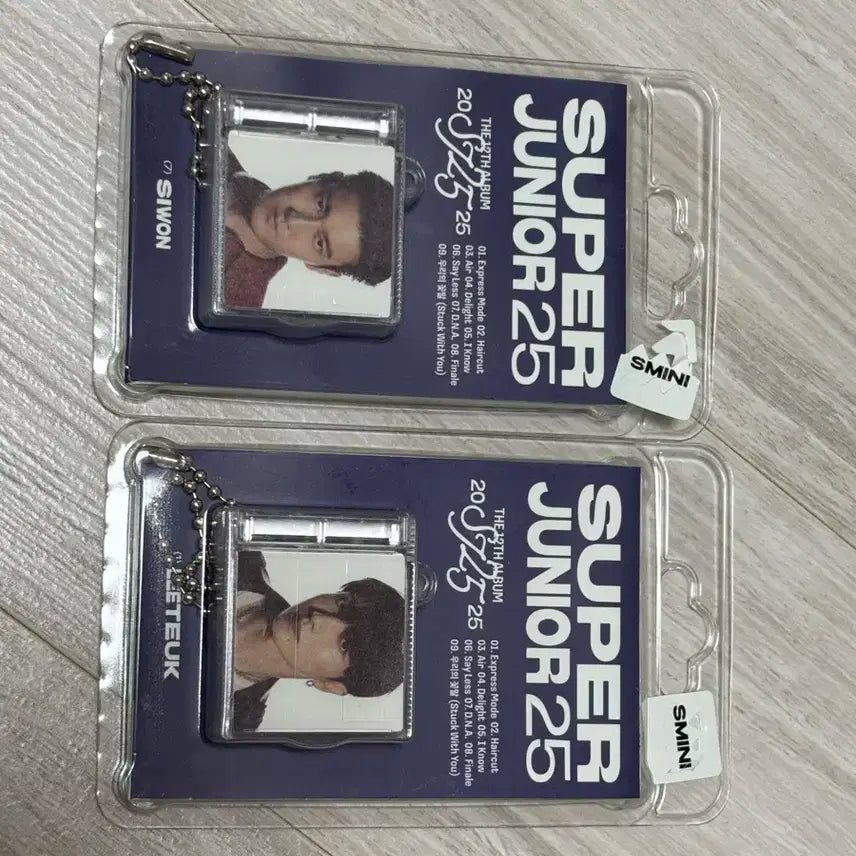 SUPER
JUNIOR25
THE 12TH ALBUM
20
25
01. Express Mode 02. Haircut
03. Air 04. Delight 05. I Know
06. Say Less 07. D.N.A. 08. Finale
09. 우리의 꽃말 (Stuck With You)
(7) SIWON
SMINI
SUPER
JUNIOR25
THE 12TH ALBUM
20
25
01. Express Mode 02. Haircut
03. Air 04. Delight 05. I Know
06. Say Less 07. D.N.A. 08. Finale
09. 우리의 꽃말 (Stuck With You)
(1) LEETEUK
SMINI